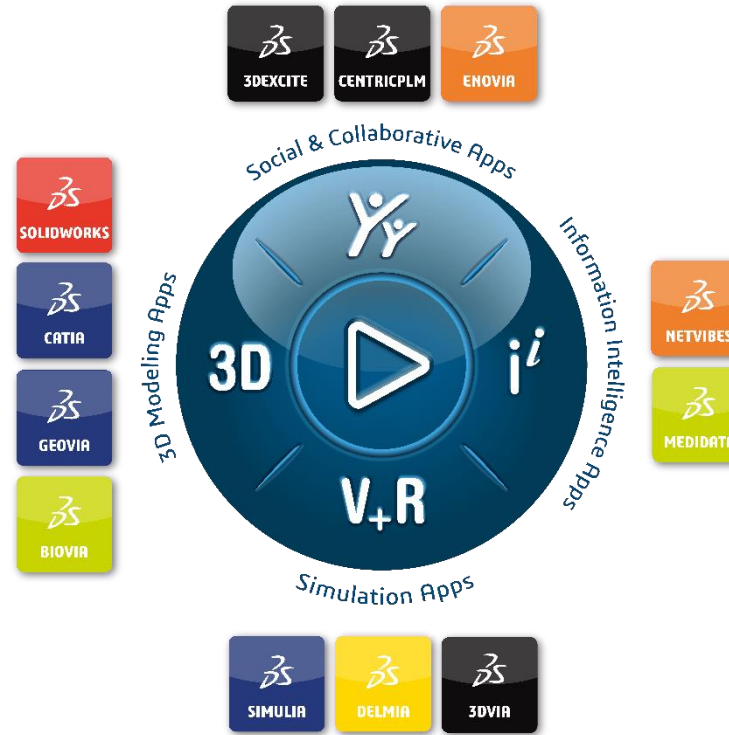 3DEXCITE
CENTRICPLM
ENOVIA
Social & Collaborative Apps
SOLIDWORKS
CATIA
GEOVIA
BIOVIA
3D Modeling Apps
3D
i i
V+R
Information Intelligence Apps
NETVIBES
MEDIDATA
Simulation Apps
SIMULIA
DELMIA
3DVIA